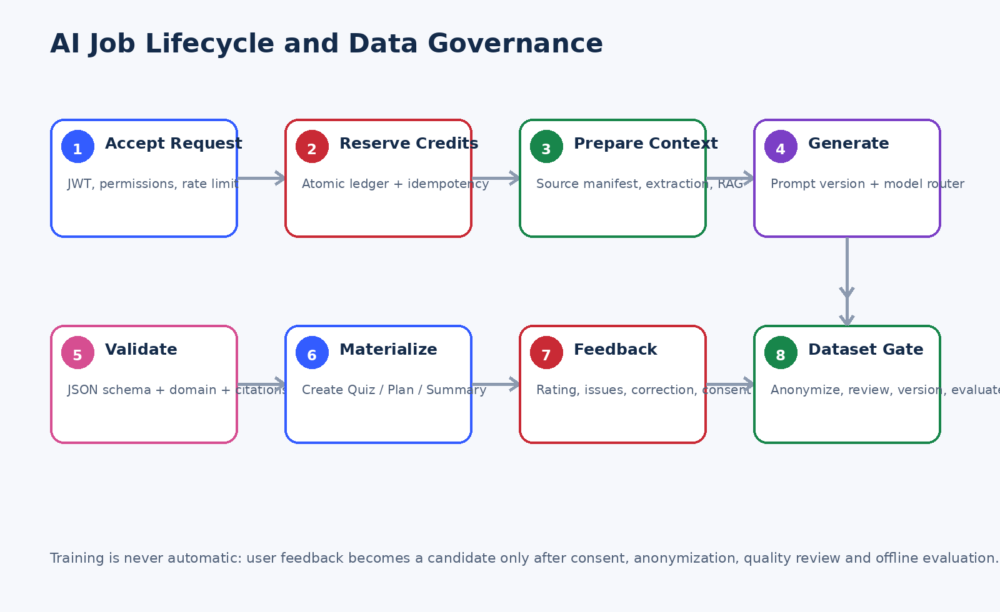 AI Job Lifecycle and Data Governance
1 Accept Request
JWT, permissions, rate limit
2 Reserve Credits
Atomic ledger + idempotency
3 Prepare Context
Source manifest, extraction, RAG
4 Generate
Prompt version + model router
5 Validate
JSON schema + domain + citations
6 Materialize
Create Quiz / Plan / Summary
7 Feedback
Rating, issues, correction, consent
8 Dataset Gate
Anonymize, review, version, evaluate
Training is never automatic: user feedback becomes a candidate only after consent, anonymization, quality review and offline evaluation.